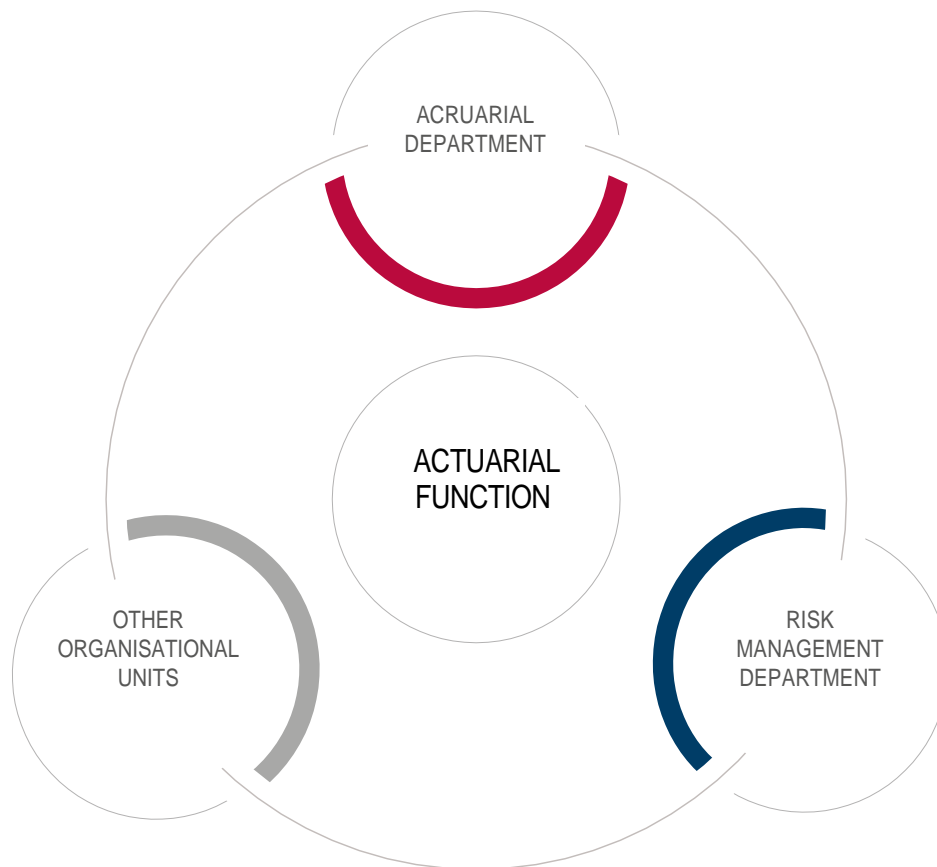 ACRUARIAL
DEPARTMENT
ACTUARIAL
FUNCTION
OTHER
ORGANISATIONAL
UNITS
RISK
MANAGEMENT
DEPARTMENT